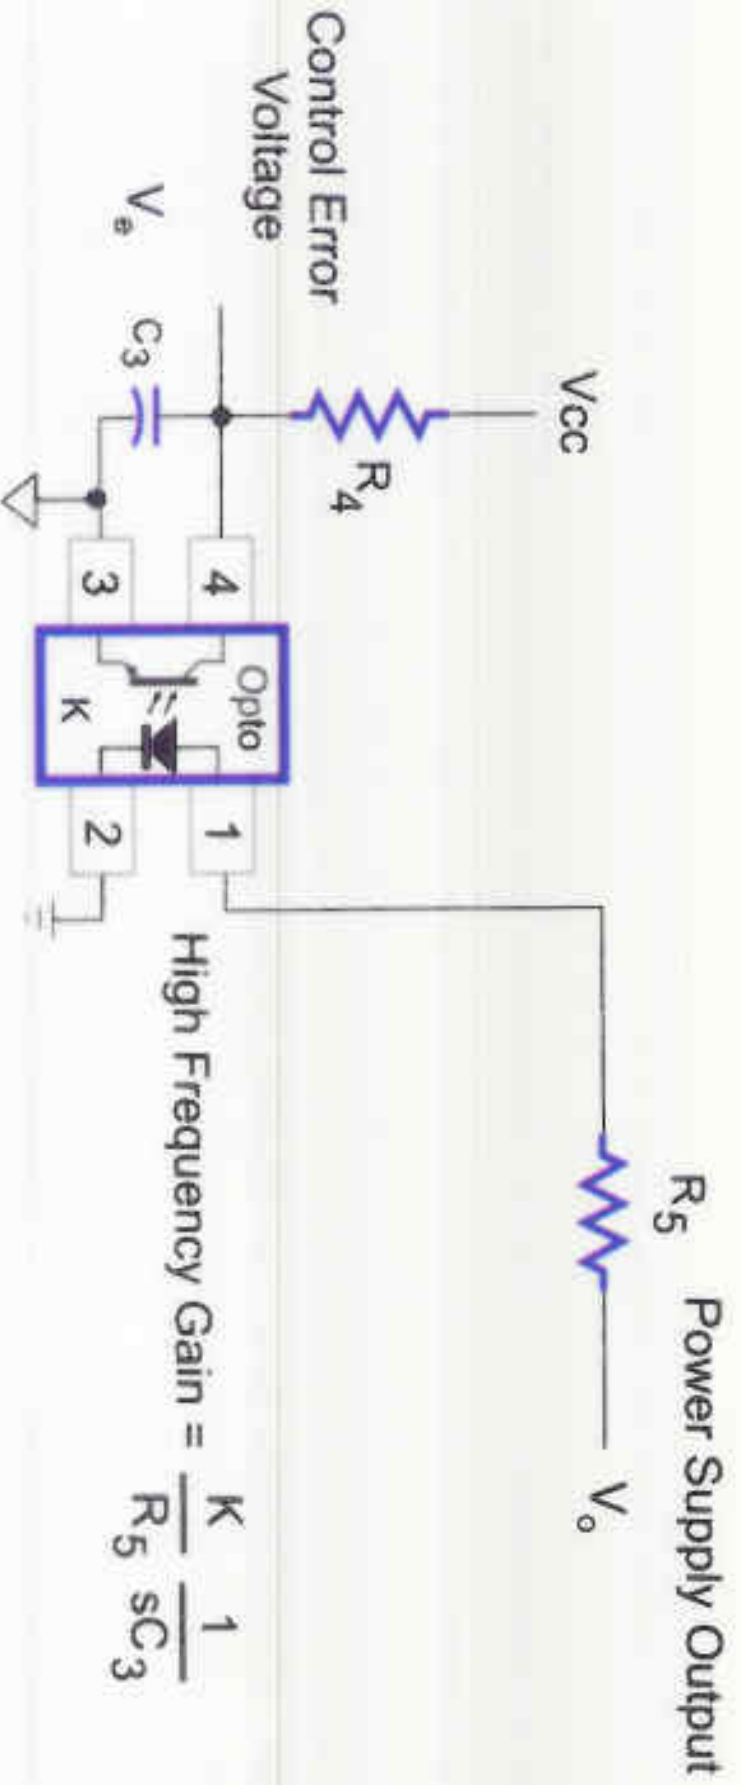 Control Error
Voltage
Vcc
R4
Ve
C3
4
3
Opto
K
1
2
R5
Power Supply Output
Vo
High Frequency Gain = K/R5 1/sC3